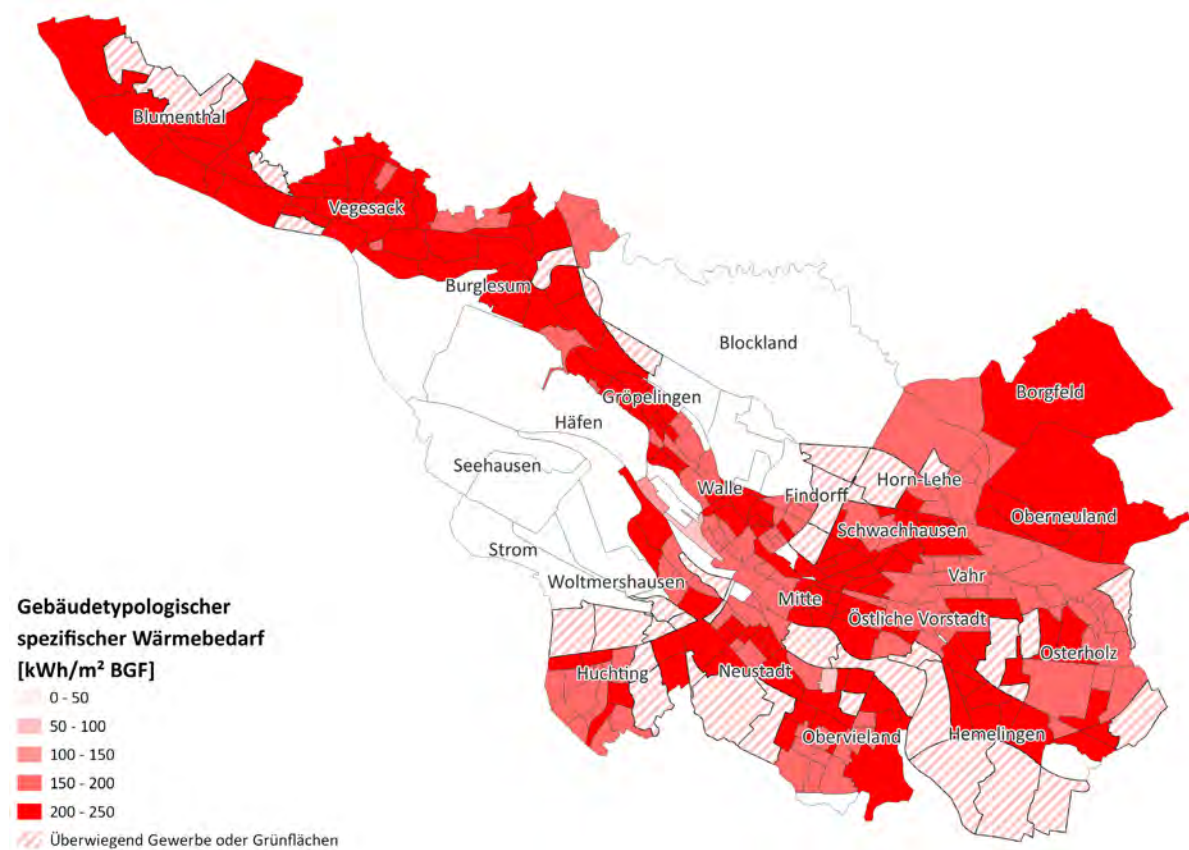 Blumenthal
Vegesack
Burglesum
Blockland
Borgfeld
Gröpelingen
Häfen
Seehausen
Walle
Findorff
Horn-Lehe
Oberneuland
Schwachhausen
Strom
Woltmershausen
Vahr
Mitte
Östliche Vorstadt
Osterholz
Huchting
Neustadt
Obervieland
Hemelingen
Gebäudetypologischer
spezifischer Wärmebedarf
[kWh/m² BGF]
0 - 50
50 - 100
100 - 150
150 - 200
200 - 250
Überwiegend Gewerbe oder Grünflächen